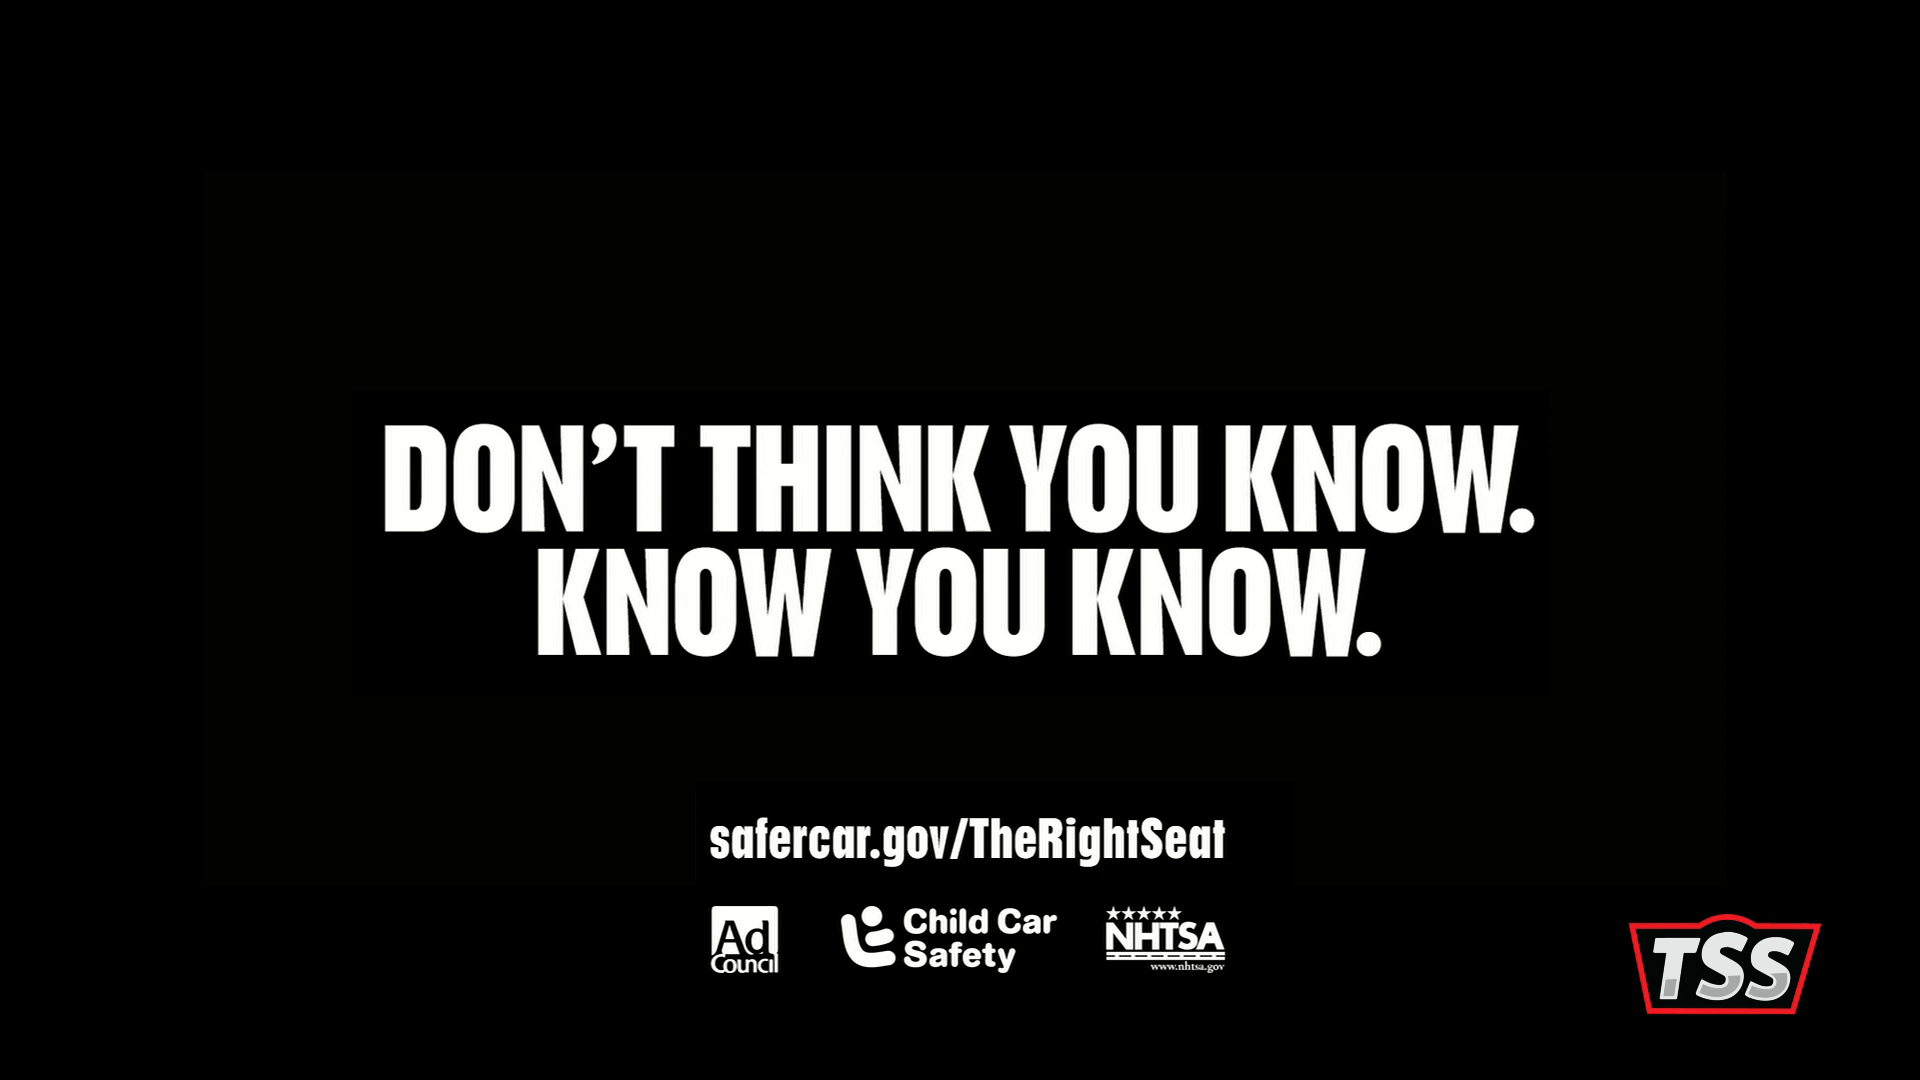 DON’T THINK YOU KNOW.
KNOW YOU KNOW.
safercar.gov/TheRightSeat
Ad
Council
Child Car
Safety
NHTSA
www.nhtsa.gov
TSS